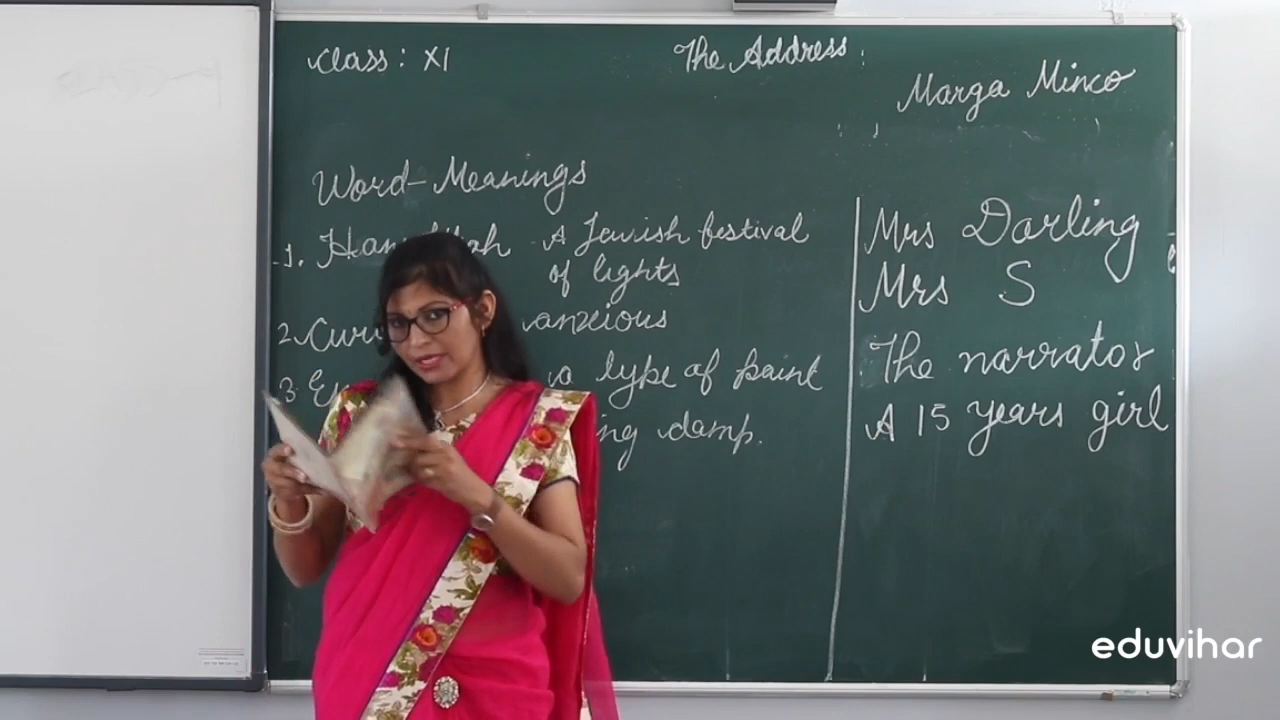 Class : XI
The Address :
Marga Minco
Word-Meanings
1. A Jewish festival
of lights
2. anxious
3. a type of paint
damp.
Mrs Darling
Mrs S
The narrator
A 15 years girl
eduvihar